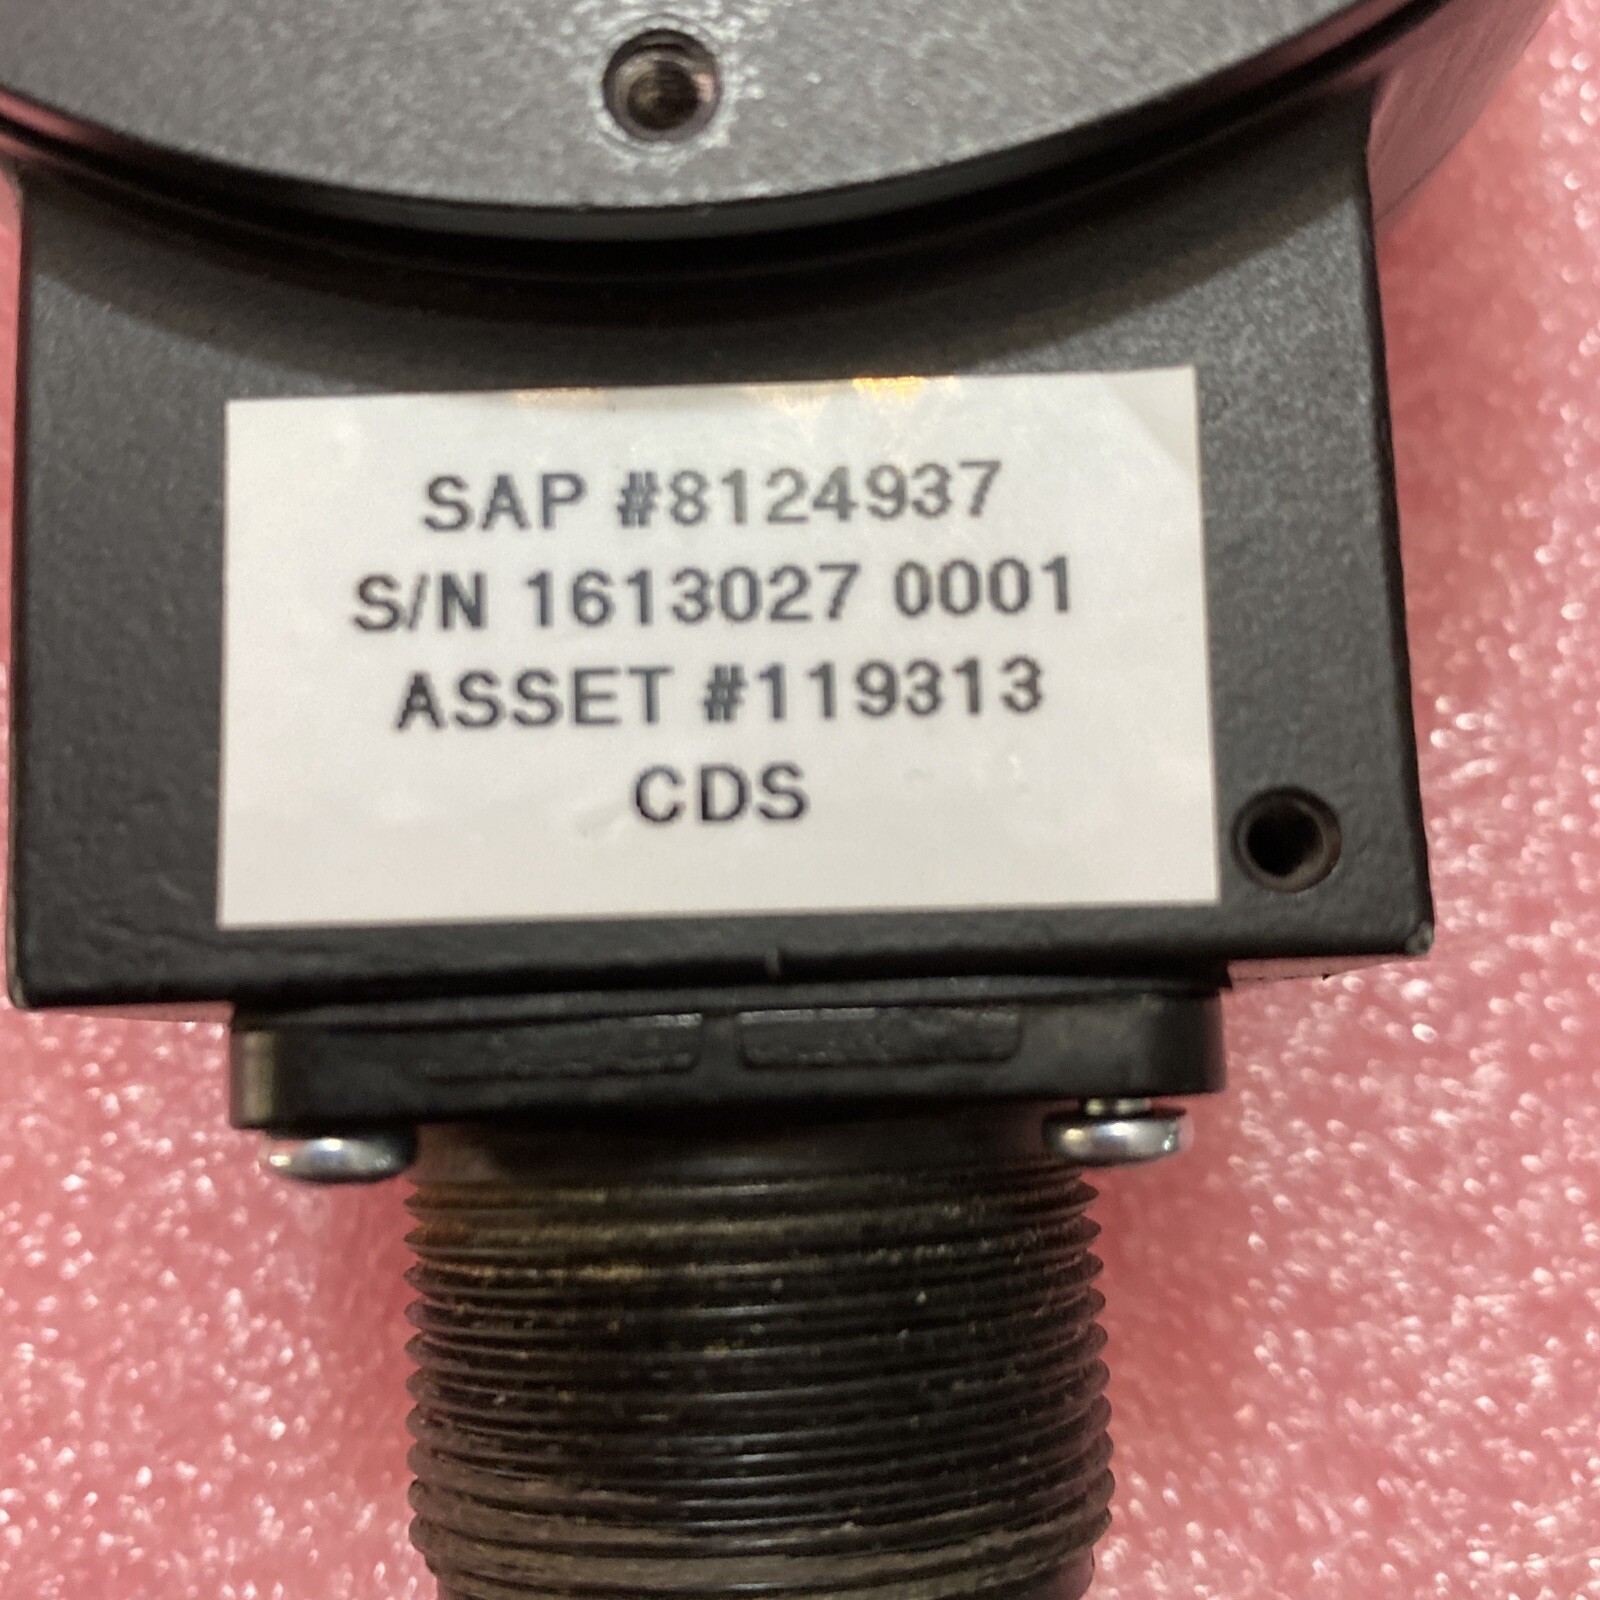 SAP #8124937
S/N 1613027 0001
ASSET #119313
CDS